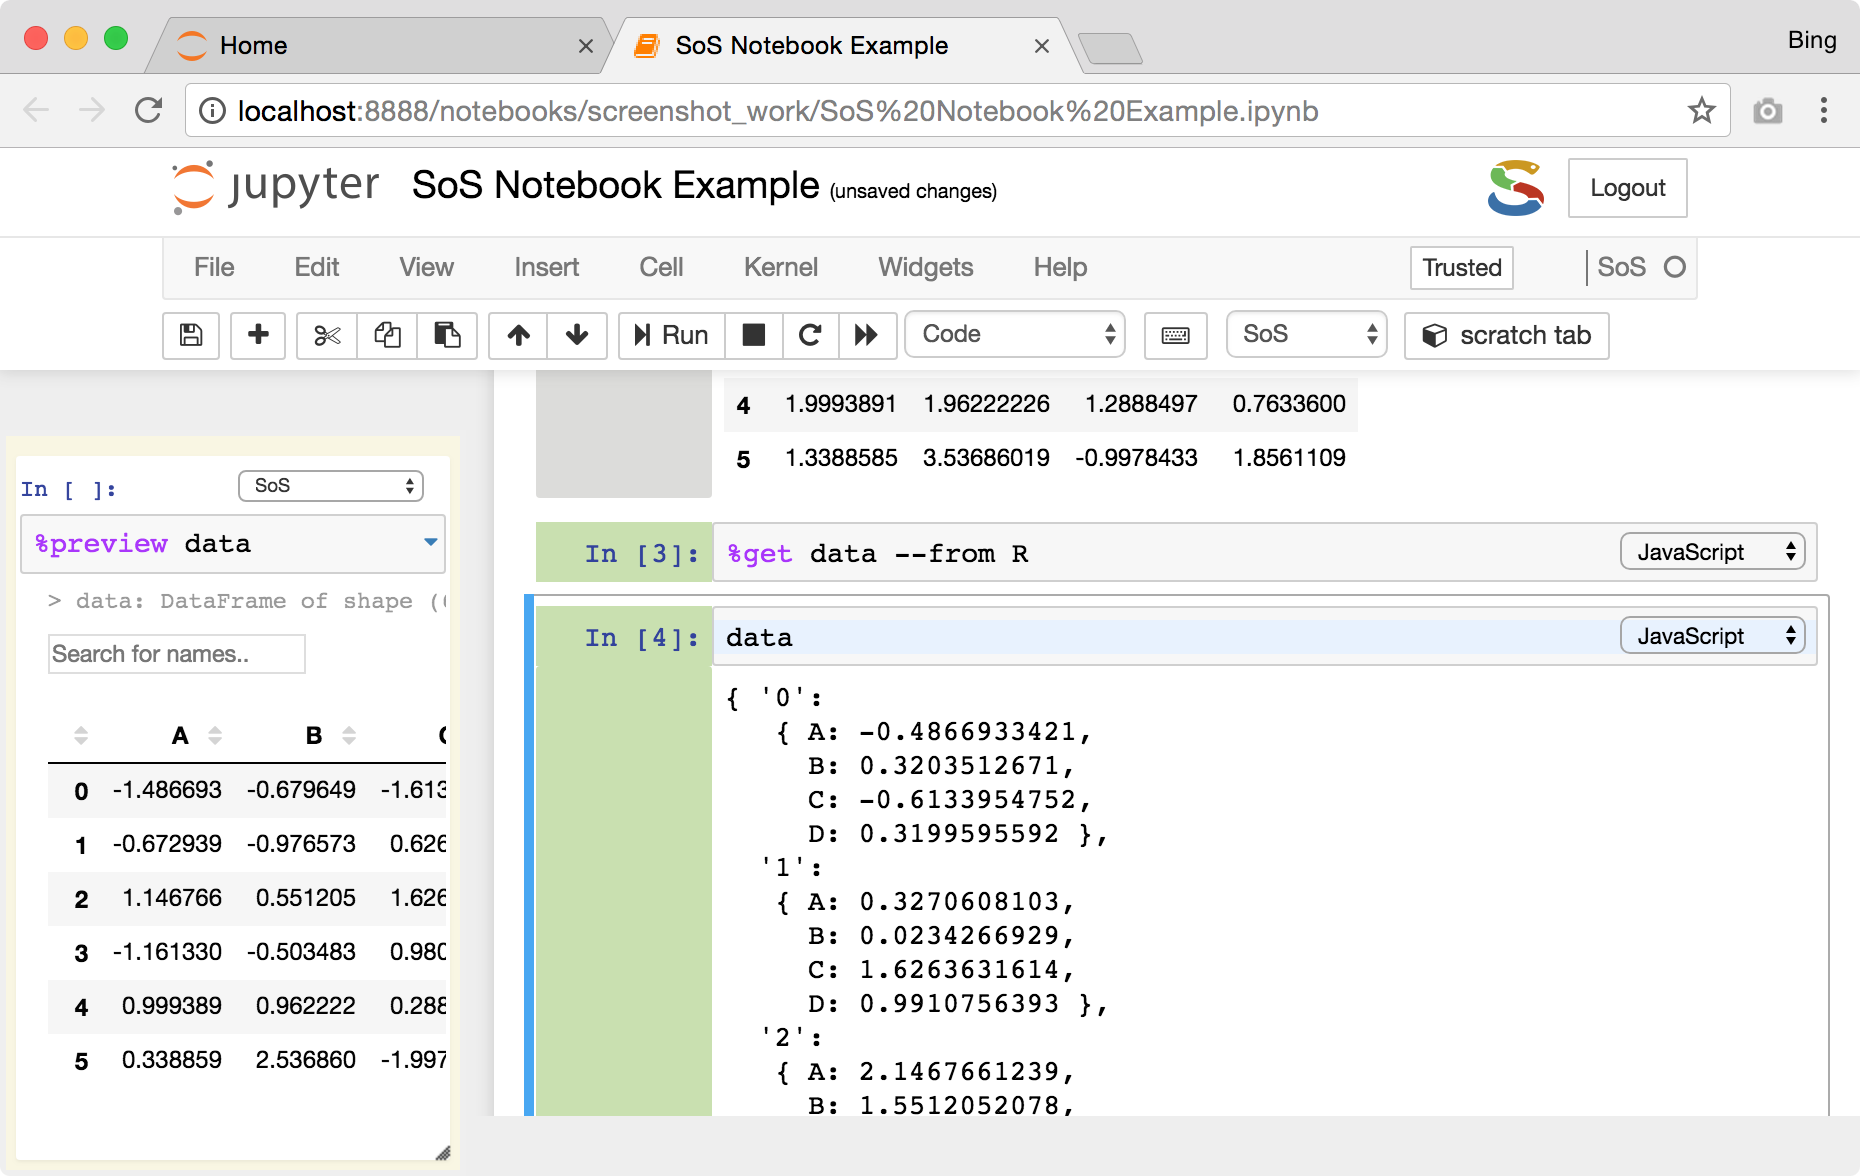 Home
SoS Notebook Example
Bing
localhost:8888/notebooks/screenshot_work/SoS%20Notebook%20Example.ipynb
jupyter SoS Notebook Example (unsaved changes)
Logout
File Edit View Insert Cell Kernel Widgets Help Trusted SoS
Run Code SoS scratch tab
In [ ]: SoS
%preview data
> data: DataFrame of shape (
Search for names..
A B
0 -1.486693 -0.679649 -1.613
1 -0.672939 -0.976573 0.626
2 1.146766 0.551205 1.626
3 -1.161330 -0.503483 0.980
4 0.999389 0.962222 0.288
5 0.338859 2.536860 -1.997
4 1.9993891 1.96222226 1.2888497 0.7633600
5 1.3388585 3.53686019 -0.9978433 1.8561109
In [3]: %get data --from R JavaScript
In [4]: data JavaScript
{ '0':
{ A: -0.4866933421,
B: 0.3203512671,
C: -0.6133954752,
D: 0.3199595592 },
'1':
{ A: 0.3270608103,
B: 0.0234266929,
C: 1.6263631614,
D: 0.9910756393 },
'2':
{ A: 2.1467661239,
B: 1.5512052078,